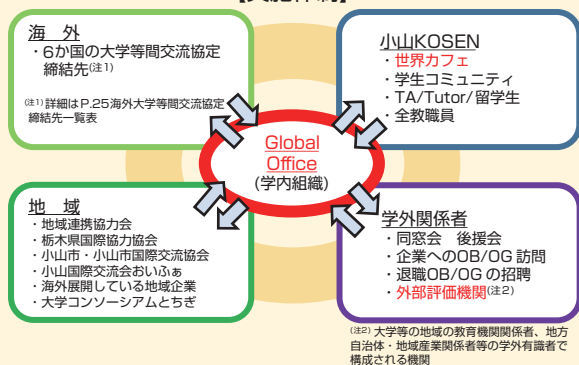 海 外
・6か国の大学等間交流協定
締結先(注1)
(注1)詳細はP.25海外大学等間交流協定
締結先一覧表
小山KOSEN
・世界カフェ
・学生コミュニティ
・TA/Tutor/留学生
・全教職員
Global
Office
(学内組織)
地 域
・地域連携協力会
・栃木県国際協力協会
・小山市・小山市国際交流協会
・小山国際交流会おいふぁ
・海外展開している地域企業
・大学コンソーシアムとちぎ
学外関係者
・同窓会 後援会
・企業へのOB/OG訪問
・退職OB/OGの招聘
・外部評価機関(注2)
(注2)大学等の地域の教育機関関係者、地方
自治体・地域産業関係者等の学外有識者で
構成される機関